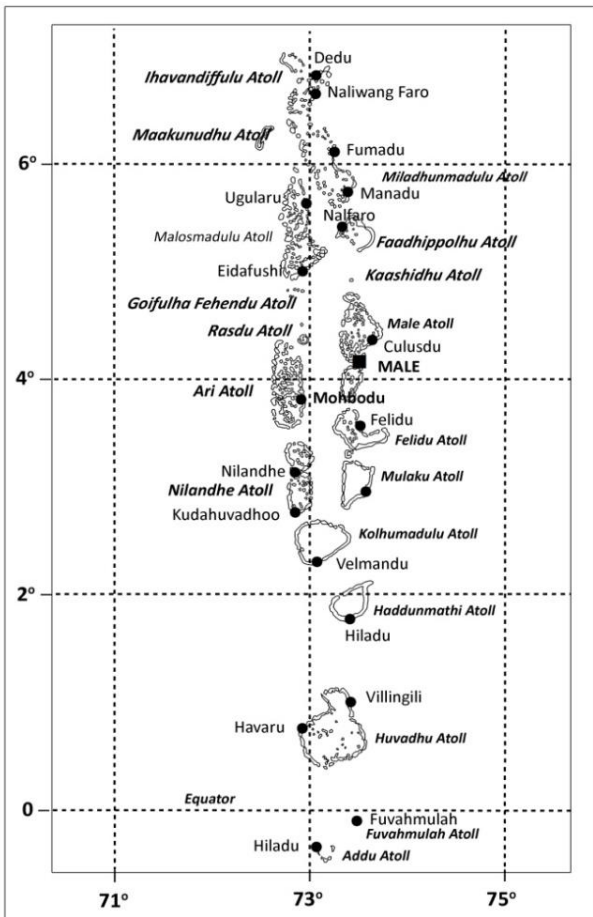 Dedu
Ihavandiffulu Atoll
Naliwang Faro
Maakunudhu Atoll
Fumadu
6°
Miladhunmadulu Atoll
Ugularu
Manadu
Nalfaro
Malosmadulu Atoll
Faadhippolhu Atoll
Eidafushi
Kaashidhu Atoll
Goifulha Fehendu Atoll
Male Atoll
Rasdu Atoll
Culusdu
MALE
4°
Ari Atoll
Mohbodu
Felidu
Felidu Atoll
Nilandhe
Mulaku Atoll
Nilandhe Atoll
Kudahuvadhoo
Kolhumadulu Atoll
Velmandu
2°
Haddunmathi Atoll
Hiladu
Villingili
Havaru
Huvadhu Atoll
Equator
0
Fuvahmulah
Fuvahmulah Atoll
Hiladu
Addu Atoll
71°
73°
75°